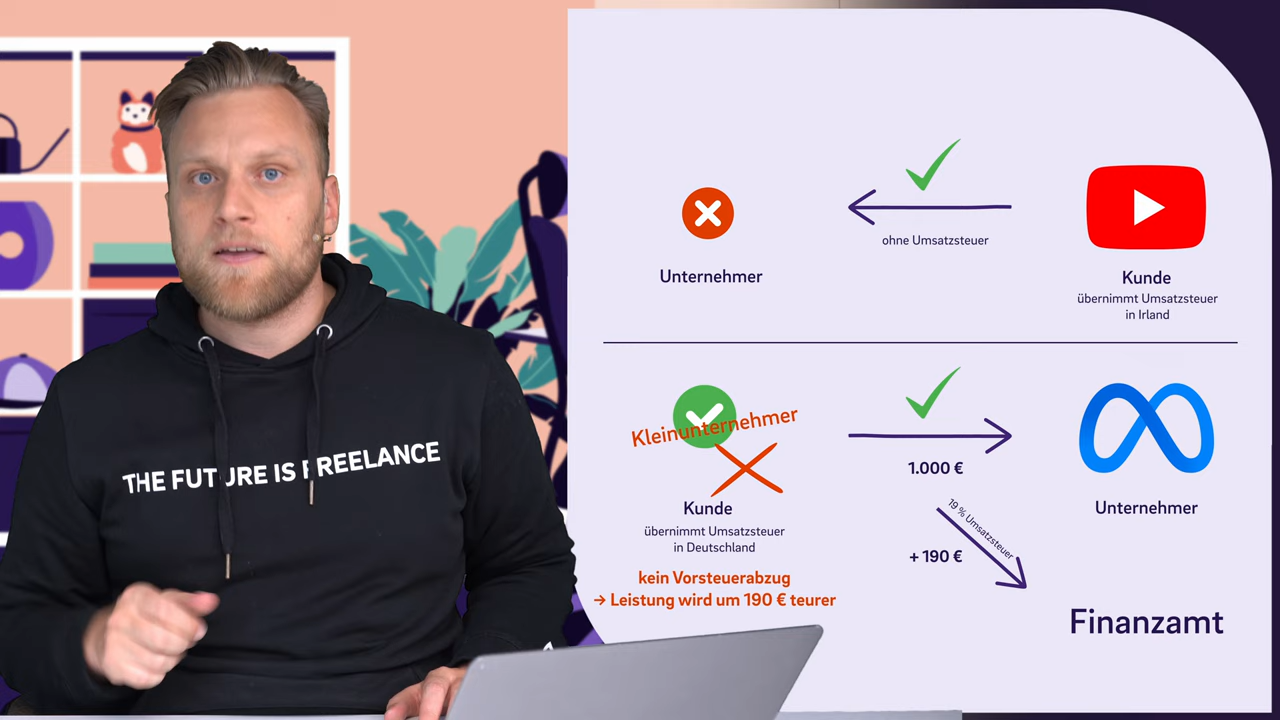 THE FUTURE IS FREELANCE
ohne Umsatzsteuer
Unternehmer
Kunde
übernimmt Umsatzsteuer
in Irland
Kleinunternehmer
1.000 €
Kunde
übernimmt Umsatzsteuer
in Deutschland
Unternehmer
19 % Umsatzsteuer
+ 190 €
kein Vorsteuerabzug
→ Leistung wird um 190 € teurer
Finanzamt